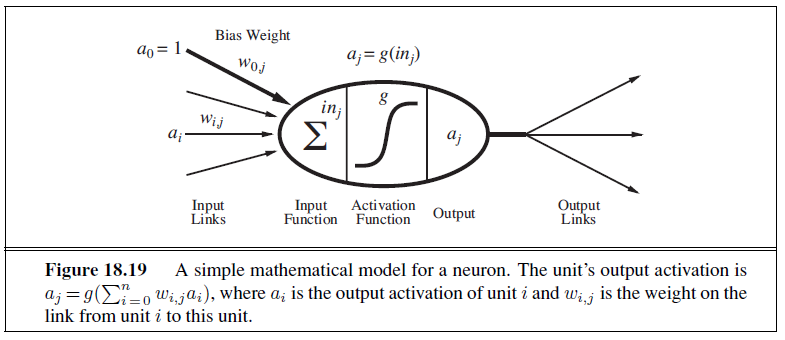 Bias Weight
a₀ = 1
aⱼ = g(inⱼ)
w₀,ⱼ
g
inⱼ
wᵢ,ⱼ
aᵢ
Σ
aⱼ
Input
Links
Input
Function
Activation
Function
Output
Output
Links
Figure 18.19 A simple mathematical model for a neuron. The unit's output activation is
aⱼ = g(∑ⁿᵢ₌₀ wᵢ,ⱼaᵢ), where aᵢ is the output activation of unit i and wᵢ,ⱼ is the weight on the
link from unit i to this unit.